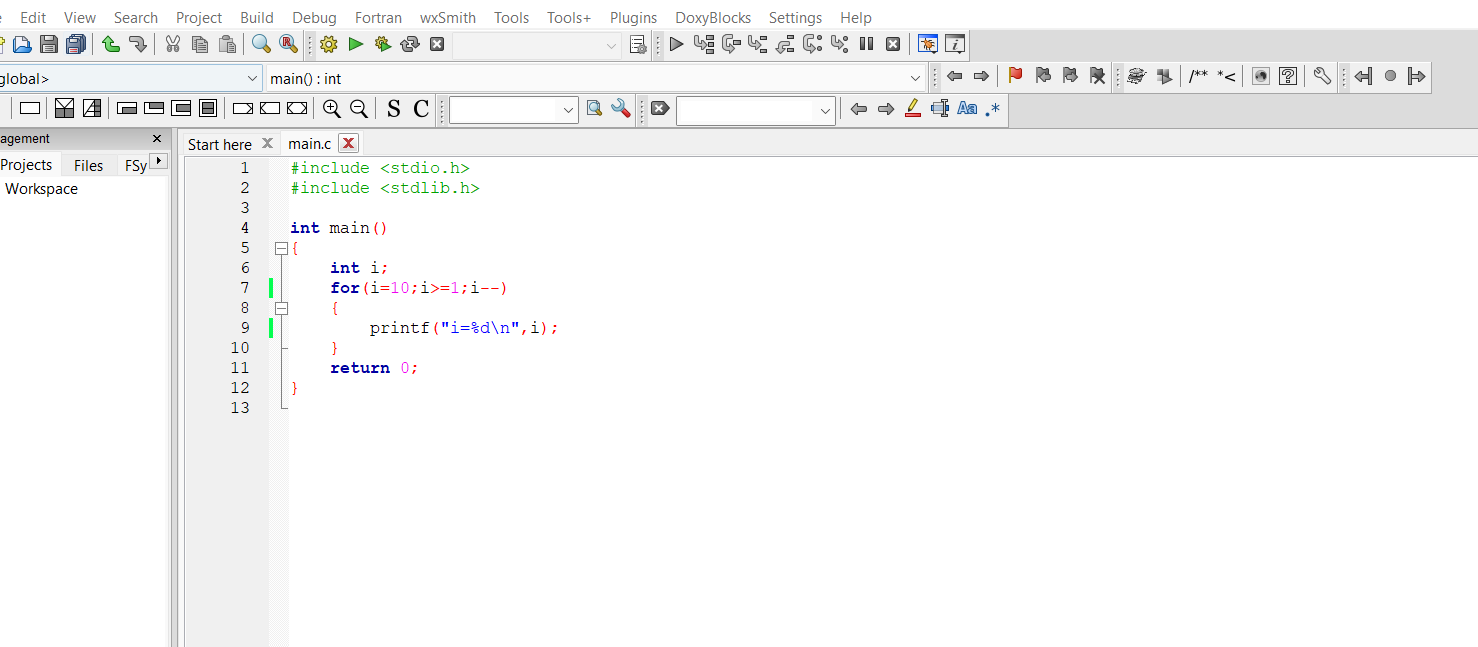 Edit View Search Project Build Debug Fortran wxSmith Tools Tools+ Plugins DoxyBlocks Settings Help
global> main() : int /** *<
S C Aa .*
agement
Start here main.c
Projects Files FSy
Workspace
1 #include <stdio.h>
2 #include <stdlib.h>
3
4 int main()
5 {
6 int i;
7 for(i=10;i>=1;i--)
8 {
9 printf("i=%d\n",i);
10 }
11 return 0;
12 }
13